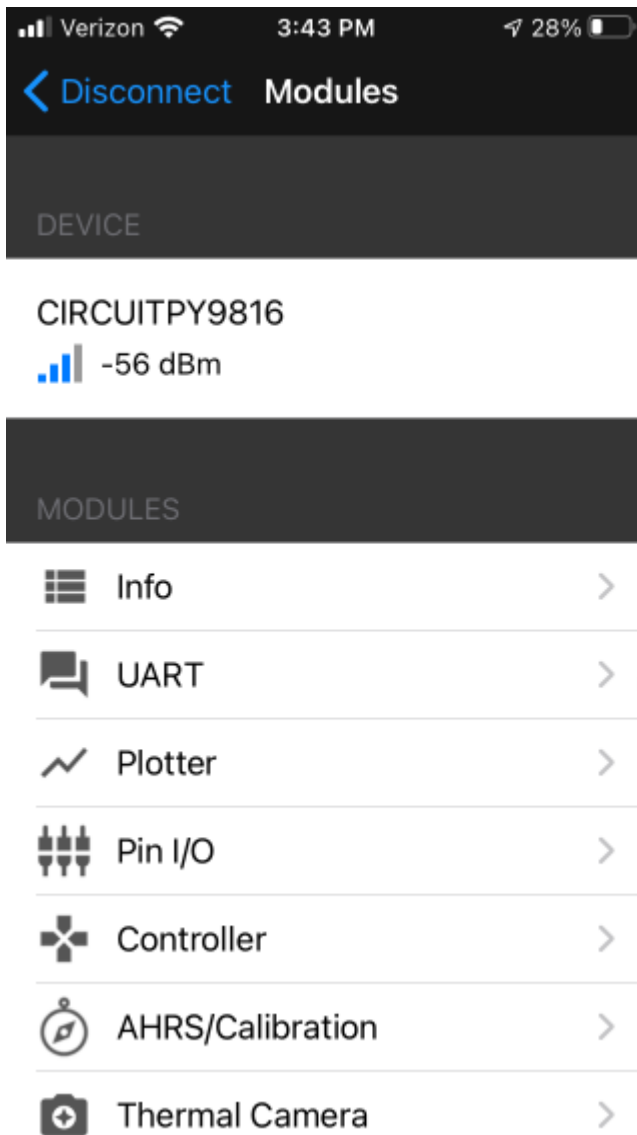 Verizon 3:43 PM 28%
Disconnect Modules
DEVICE
CIRCUITPY9816
-56 dBm
MODULES
Info
UART
Plotter
Pin I/O
Controller
AHRS/Calibration
Thermal Camera